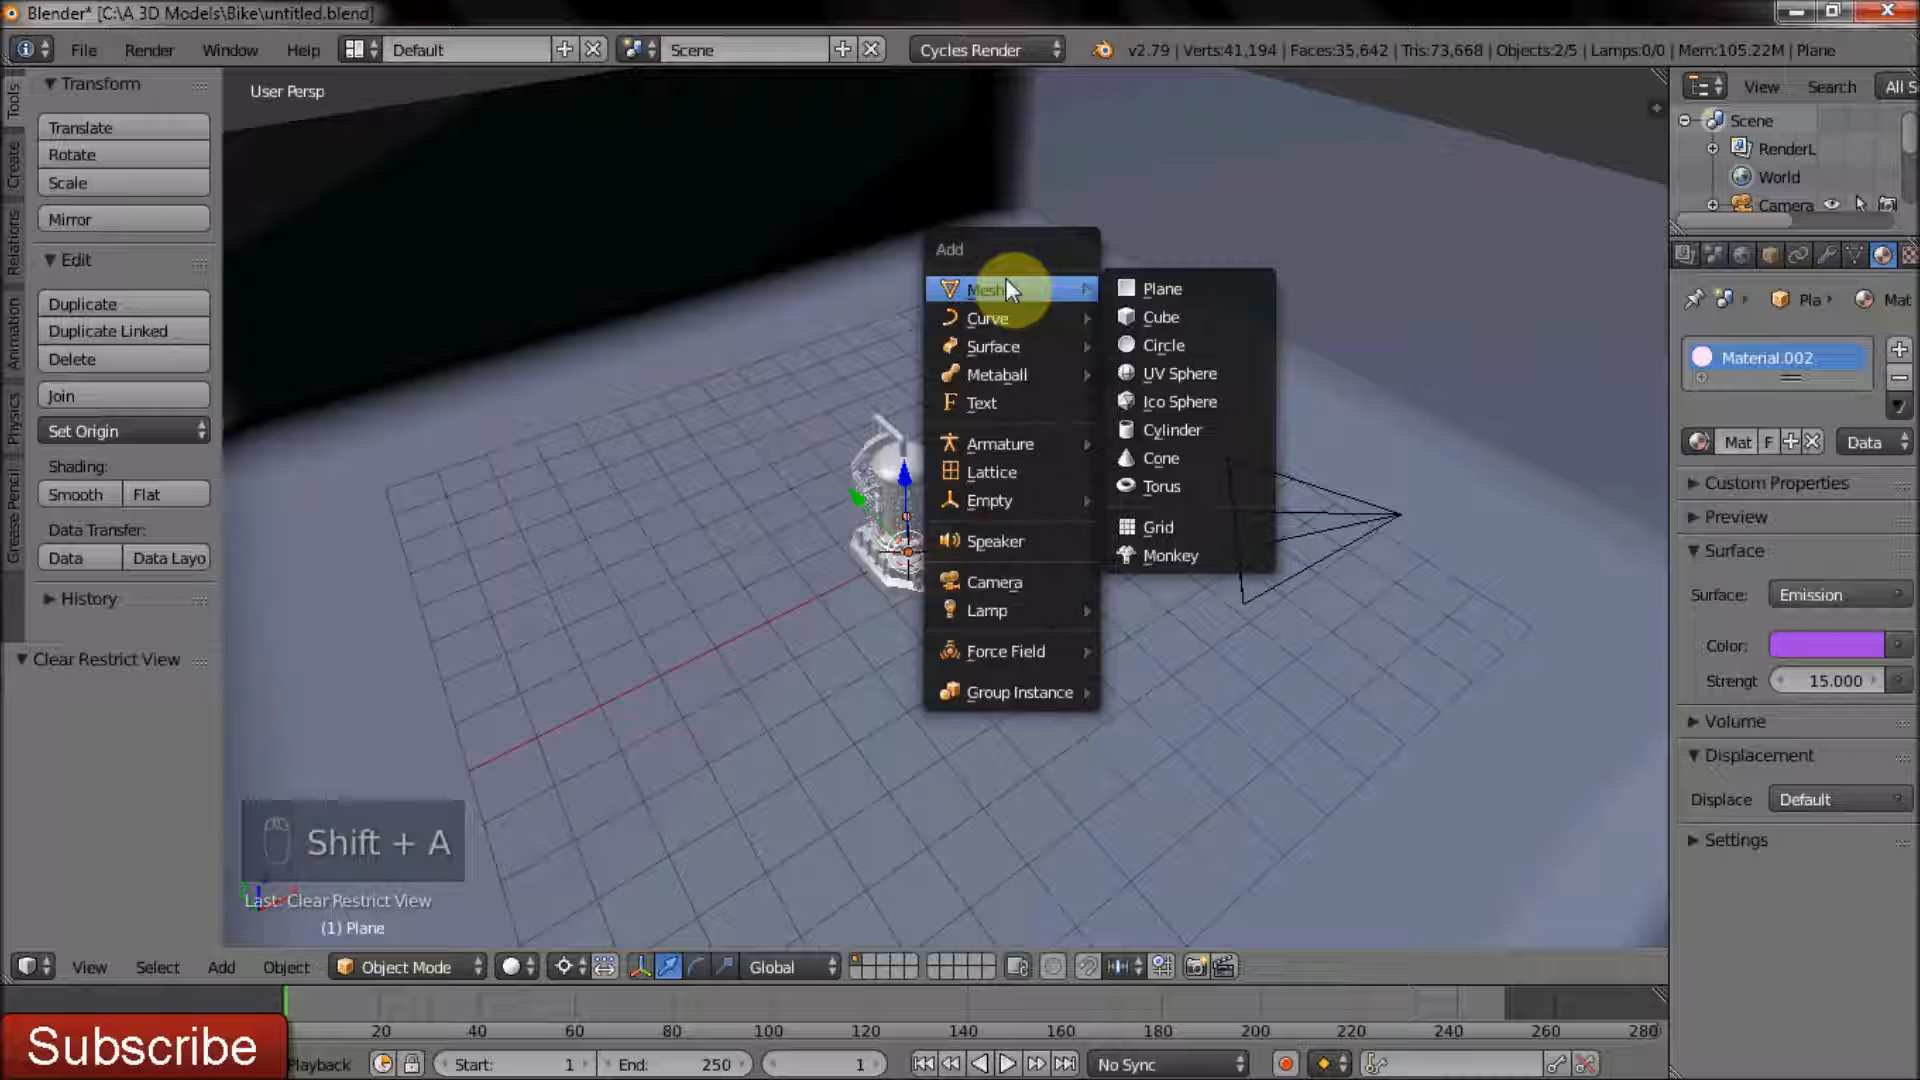 Blender* [C:\A 3D Models\Bike\untitled.blend]
File Render Window Help Default Scene Cycles Render v2.79 | Verts:41,194 | Faces:35,642 | Tris:73,668 | Objects:2/5 | Lamps:0/0 | Mem:105.22M | Plane
Tools
Create
Relations
Animation
Physics
Grease Pencil
Transform
Translate
Rotate
Scale
Mirror
Edit
Duplicate
Duplicate Linked
Delete
Join
Set Origin
Shading:
Smooth Flat
Data Transfer:
Data Data Layo
History
Clear Restrict View
User Persp
Add
Mesh
Curve
Surface
Metaball
Text
Armature
Lattice
Empty
Speaker
Camera
Lamp
Force Field
Group Instance
Plane
Cube
Circle
UV Sphere
Ico Sphere
Cylinder
Cone
Torus
Grid
Monkey
Shift + A
Last: Clear Restrict View
(1) Plane
View Search All S
Scene
RenderL
World
Camera
Pla Mat
Material.002
Mat F Data
Custom Properties
Preview
Surface
Surface: Emission
Color:
Strengt 15.000
Volume
Displacement
Displace Default
Settings
View Select Add Object Object Mode Global
20 40 60 80 100 120 140 160 180 200 220 240 260 280
Subscribe
Playback Start: 1 End: 250 1 No Sync